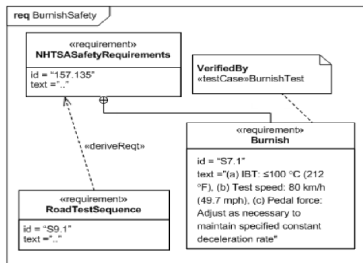 req BurnishSafety
«requirement»
NHTSASafetyRequirements
id = "157.135"
text =".."
VerifiedBy
«testCase»BurnishTest
«deriveReqt»
«requirement»
Burnish
id = "S7.1"
text ="(a) IBT: ≤100 °C (212
°F), (b) Test speed: 80 km/h
(49.7 mph), (c) Pedal force:
Adjust as necessary to
maintain specified constant
deceleration rate"
«requirement»
RoadTestSequence
id = "S9.1"
text =".."